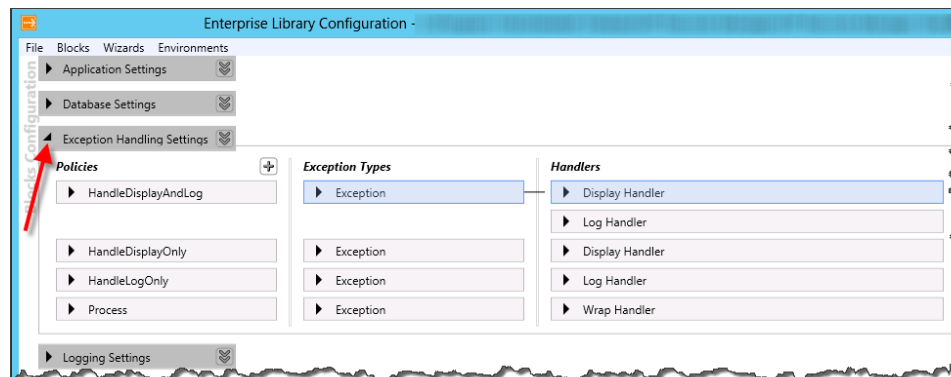 Enterprise Library Configuration -
File Blocks Wizards Environments
Blocks Configuration
Application Settings
Database Settings
Exception Handling Settings
Policies Exception Types Handlers
HandleDisplayAndLog Exception Display Handler
Log Handler
HandleDisplayOnly Exception Display Handler
HandleLogOnly Exception Log Handler
Process Exception Wrap Handler
Logging Settings